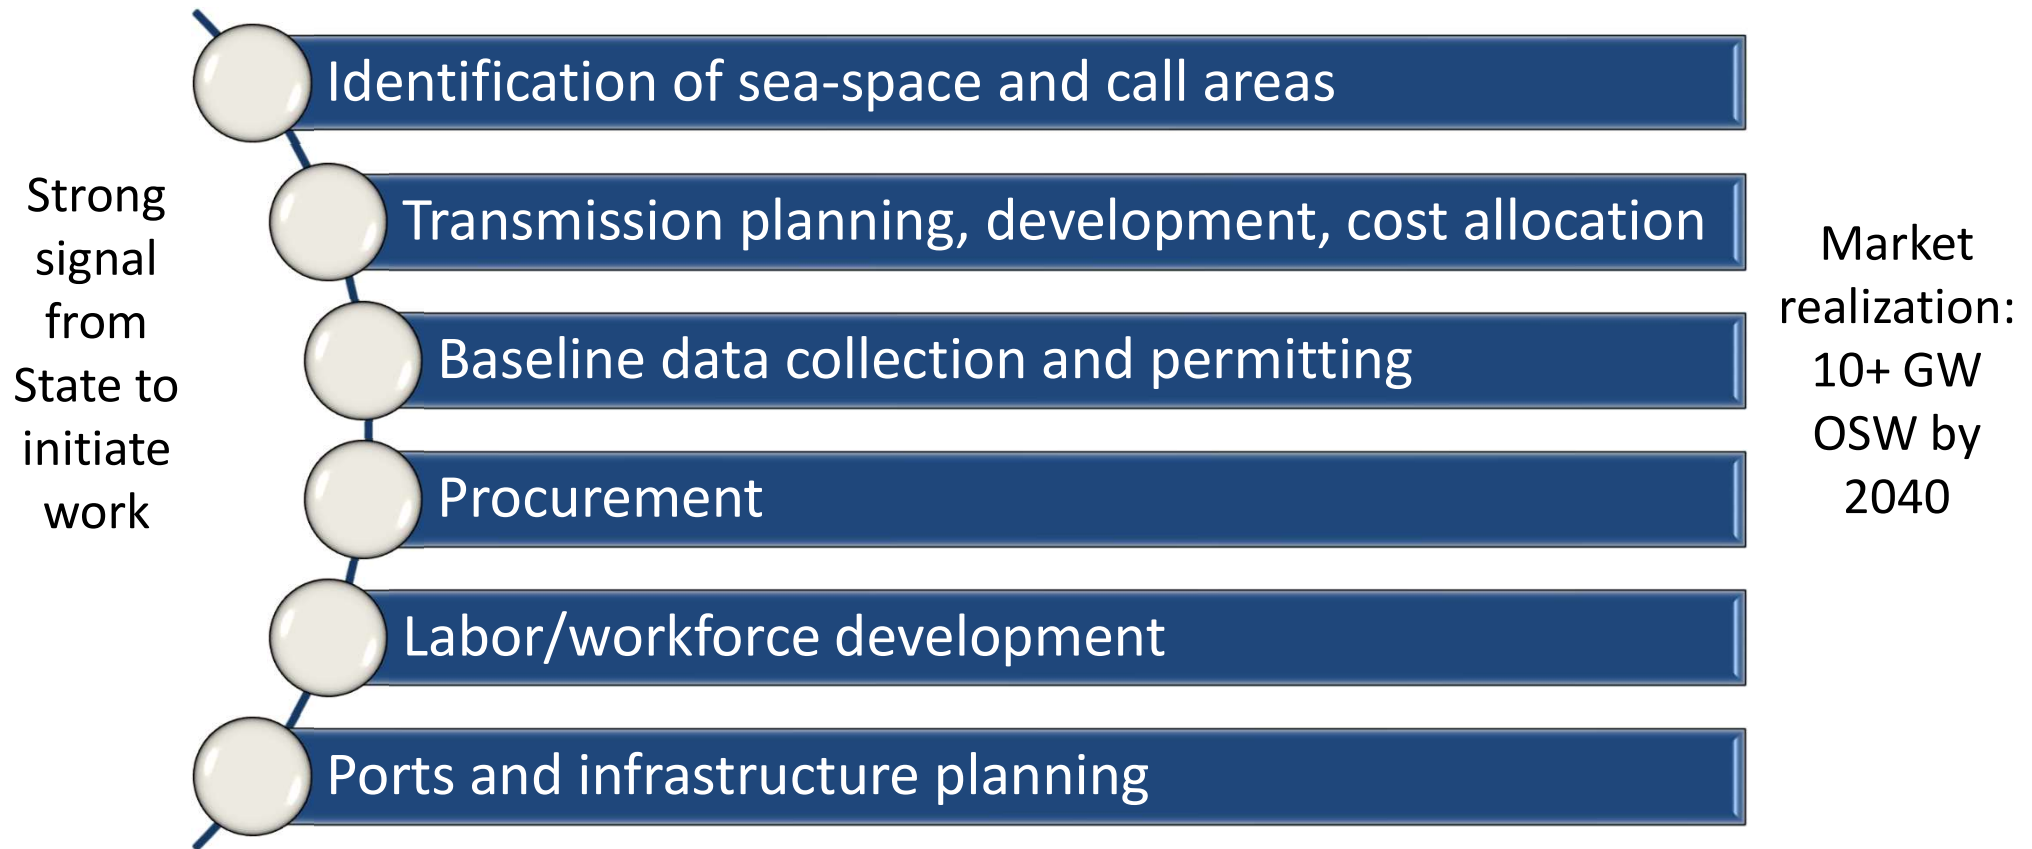 Strong
signal
from
State to
initiate
work
Identification of sea-space and call areas
Transmission planning, development, cost allocation
Baseline data collection and permitting
Procurement
Labor/workforce development
Ports and infrastructure planning
Market
realization:
10+ GW
OSW by
2040